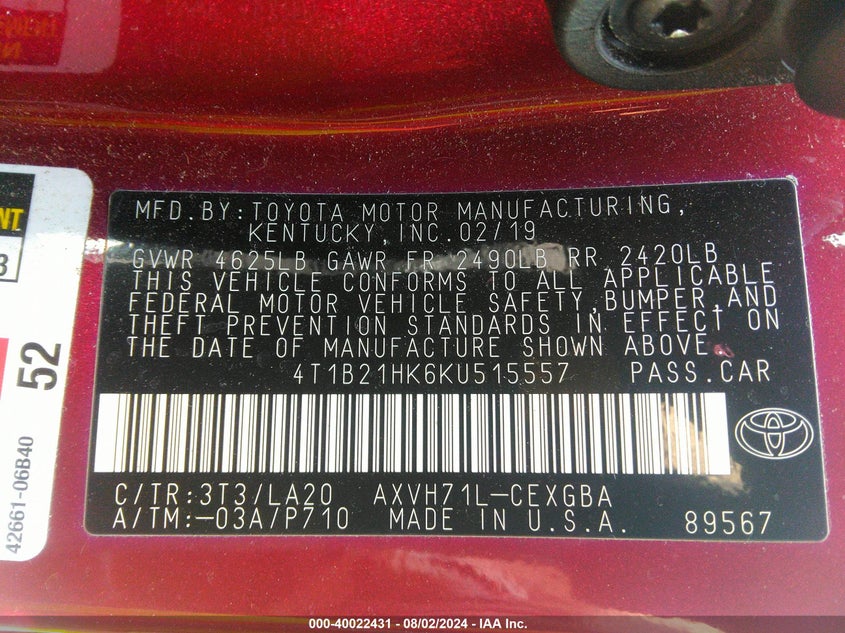 MFD.BY:TOYOTA MOTOR MANUFACTURING,
KENTUCKY,INC.02/19
GVWR 4625LB GAWR FR 2490LB RR 2420LB
THIS VEHICLE CONFORMS TO ALL APPLICABLE
FEDERAL MOTOR VEHICLE SAFETY,BUMPER,AND
THEFT PREVENTION STANDARDS IN EFFECT ON
THE DATE OF MANUFACTURE SHOWN ABOVE.
4T1B21HK6KU515557 PASS.CAR
C/TR:3T3/LA20 AXVH71L-CEXGBA
A/TM:-03A/P710 MADE IN U.S.A. 89567
NT
3
52
42661-06B40
000-40022431 - 08/02/2024 - IAA Inc.